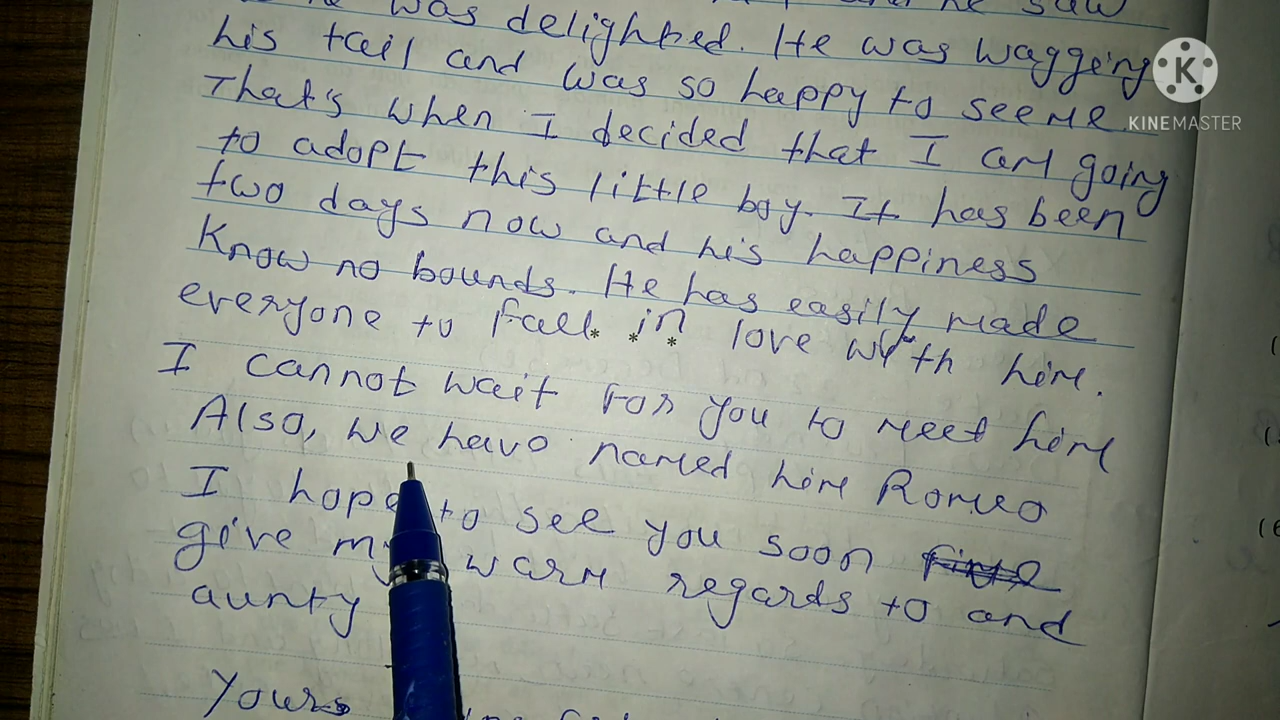 he was delighted. He was wagging
his tail and was so happy to see me
That's when I decided that I am going
to adopt this little boy. It has been
two days now and his happiness
Know no bounds. He has easily made
everyone to fall in love with him.
I cannot wait for you to meet him
Also, we have named him Romeo
I hope to see you soon
give my warm regards to and
aunty
Yours
KINEMASTER